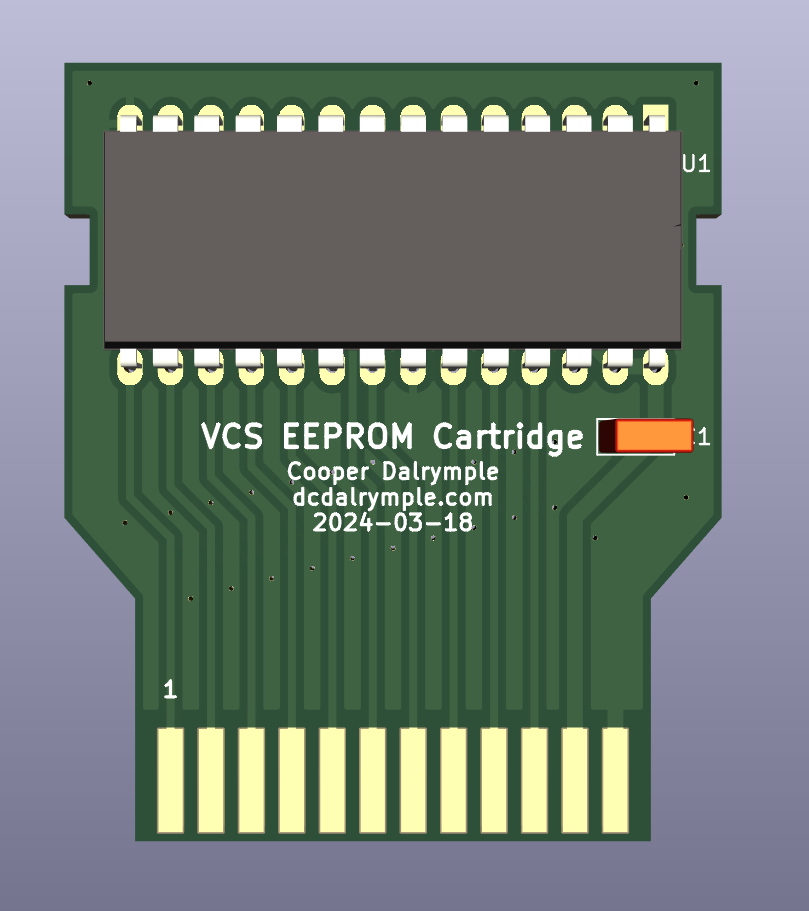 U1
VCS EEPROM Cartridge
Cooper Dalrymple
dcdalrymple.com
2024-03-18
1